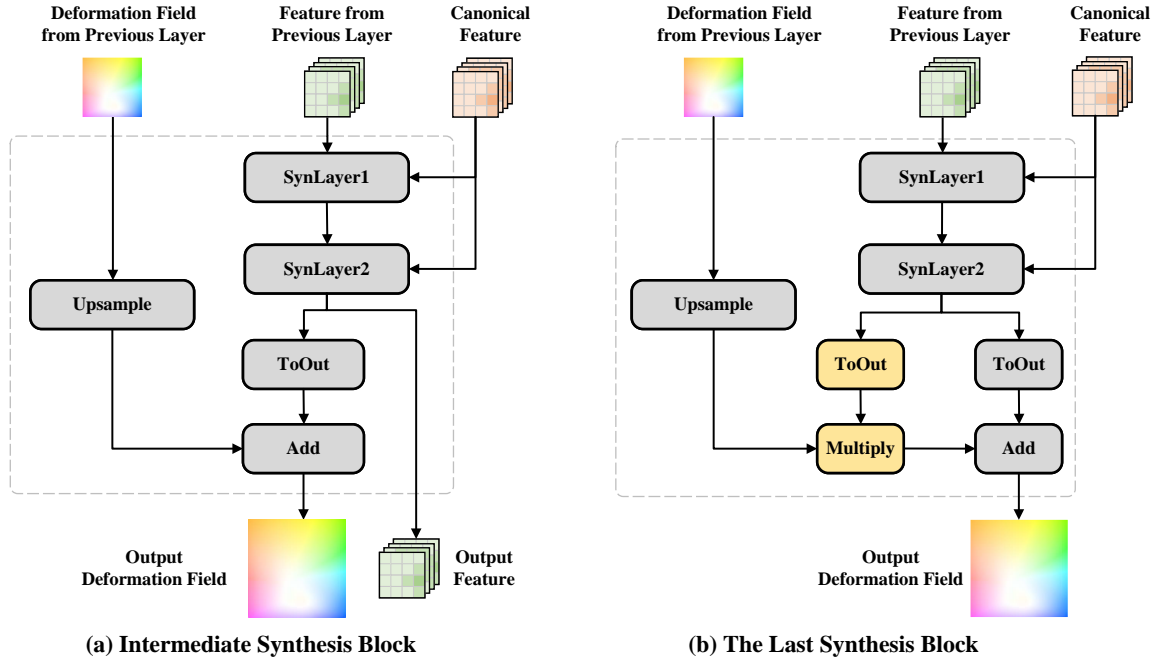 Deformation Field
from Previous Layer
Feature from
Previous Layer
Canonical
Feature
SynLayer1
SynLayer2
Upsample
ToOut
Add
Output
Deformation Field
Output
Feature
(a) Intermediate Synthesis Block
Deformation Field
from Previous Layer
Feature from
Previous Layer
Canonical
Feature
SynLayer1
SynLayer2
Upsample
ToOut
ToOut
Multiply
Add
Output
Deformation Field
(b) The Last Synthesis Block